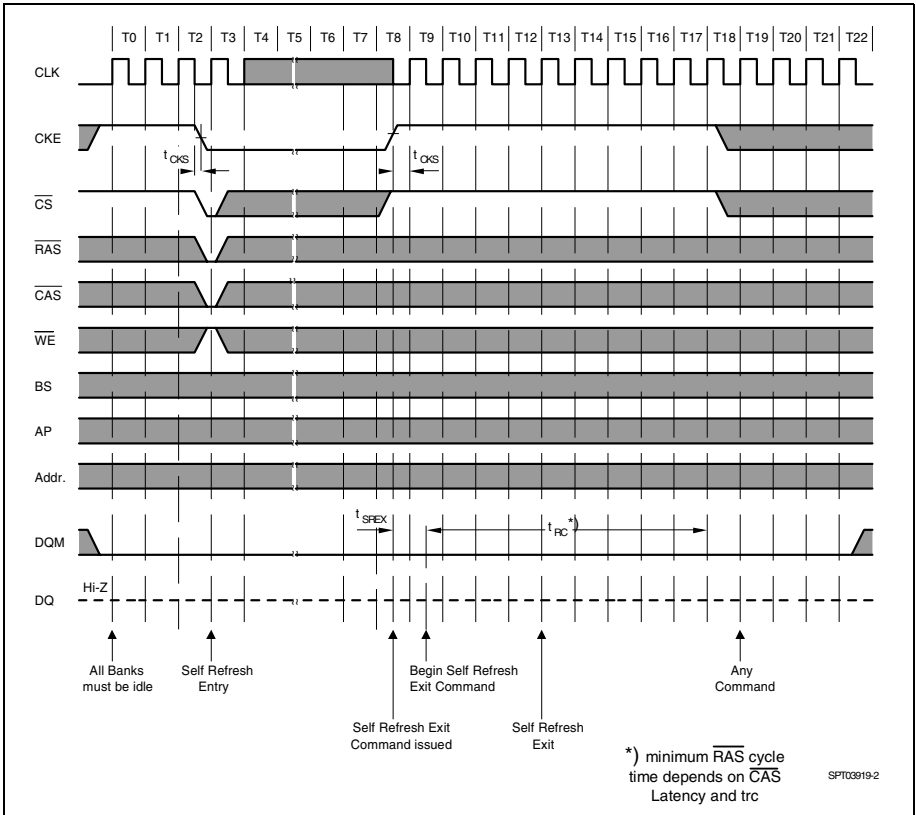 T0 T1 T2 T3 T4 T5 T6 T7 T8 T9 T10 T11 T12 T13 T14 T15 T16 T17 T18 T19 T20 T21 T22
CLK
CKE
t CKS t CKS
CS
RAS
CAS
WE
BS
AP
Addr.
t SREX t RC *)
DQM
Hi-Z
DQ
All Banks must be idle
Self Refresh Entry
Begin Self Refresh Exit Command
Any Command
Self Refresh Exit Command issued
Self Refresh Exit
*) minimum RAS cycle
time depends on CAS
Latency and trc
SPT03919-2